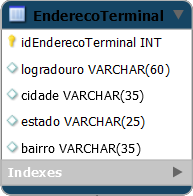 EnderecoTerminal
idEnderecoTerminal INT
logradouro VARCHAR(60)
cidade VARCHAR(35)
estado VARCHAR(25)
bairro VARCHAR(35)
Indexes